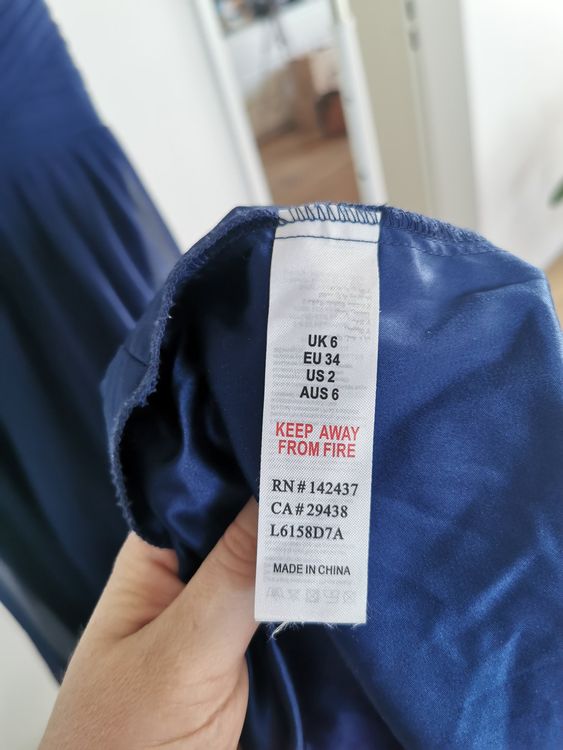 UK 6
EU 34
US 2
AUS 6
KEEP AWAY
FROM FIRE
RN # 142437
CA # 29438
L6158D7A
MADE IN CHINA